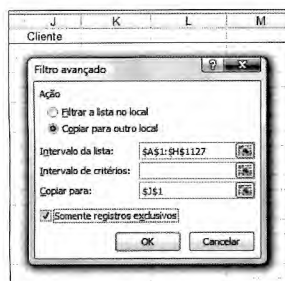 J K L M
Cliente
Filtro avançado
Ação
Filtrar a lista no local
Copiar para outro local
Intervalo da lista: $A$1:$H$1127
Intervalo de critérios:
Copiar para: $J$1
Somente registros exclusivos
OK Cancelar